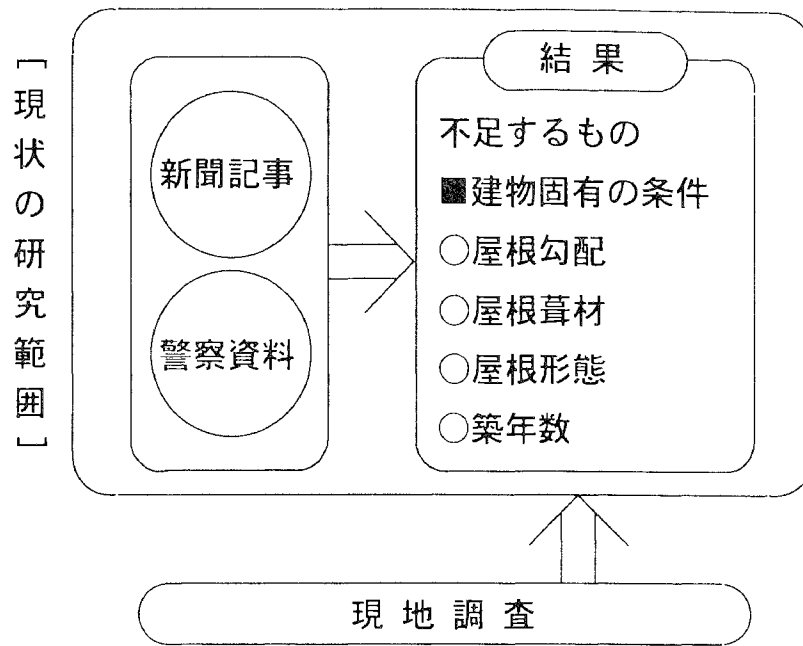 [現状の研究範囲]
新聞記事
警察資料
結果
不足するもの
■建物固有の条件
○屋根勾配
○屋根葺材
○屋根形態
○築年数
現地調査